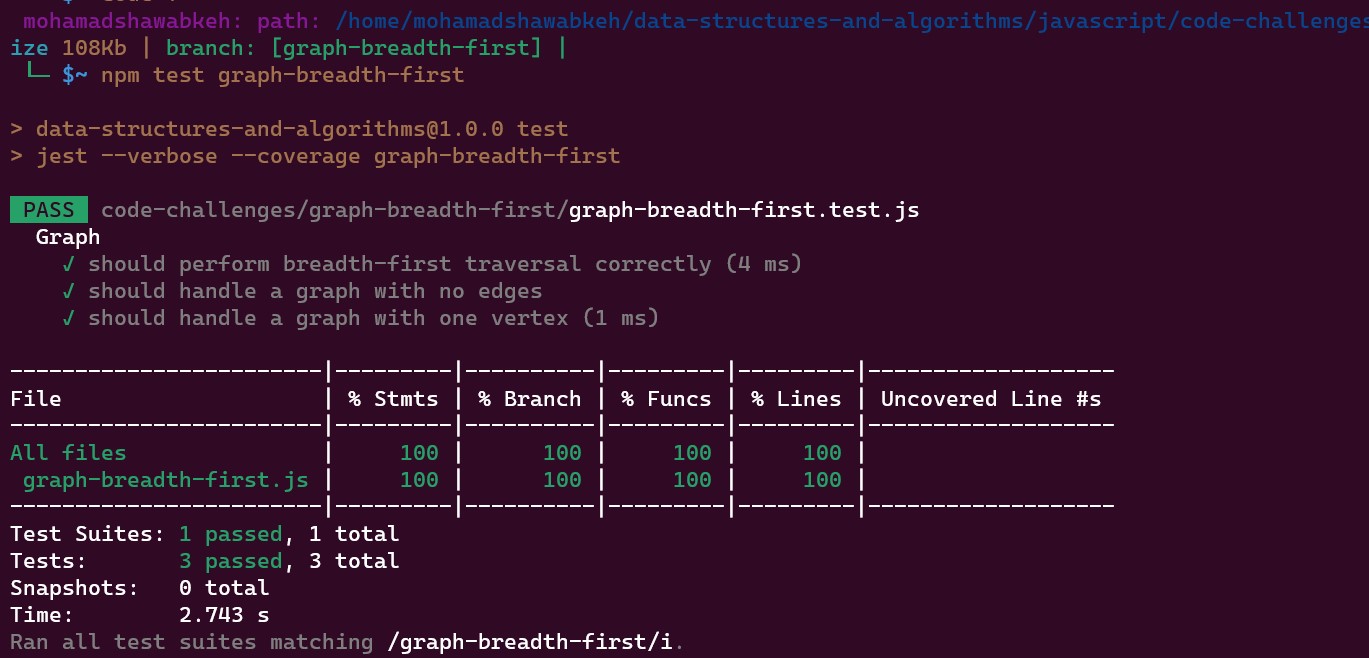 mohamadshawabkeh: path: /home/mohamadshawabkeh/data-structures-and-algorithms/javascript/code-challenges
ize 108Kb | branch: [graph-breadth-first] |
└─ $~ npm test graph-breadth-first
> data-structures-and-algorithms@1.0.0 test
> jest --verbose --coverage graph-breadth-first
PASS code-challenges/graph-breadth-first/graph-breadth-first.test.js
Graph
✓ should perform breadth-first traversal correctly (4 ms)
✓ should handle a graph with no edges
✓ should handle a graph with one vertex (1 ms)
------------------------|---------|----------|---------|---------|-------------------
File | % Stmts | % Branch | % Funcs | % Lines | Uncovered Line #s
------------------------|---------|----------|---------|---------|-------------------
All files | 100 | 100 | 100 | 100 |
graph-breadth-first.js | 100 | 100 | 100 | 100 |
------------------------|---------|----------|---------|---------|-------------------
Test Suites: 1 passed, 1 total
Tests: 3 passed, 3 total
Snapshots: 0 total
Time: 2.743 s
Ran all test suites matching /graph-breadth-first/i.